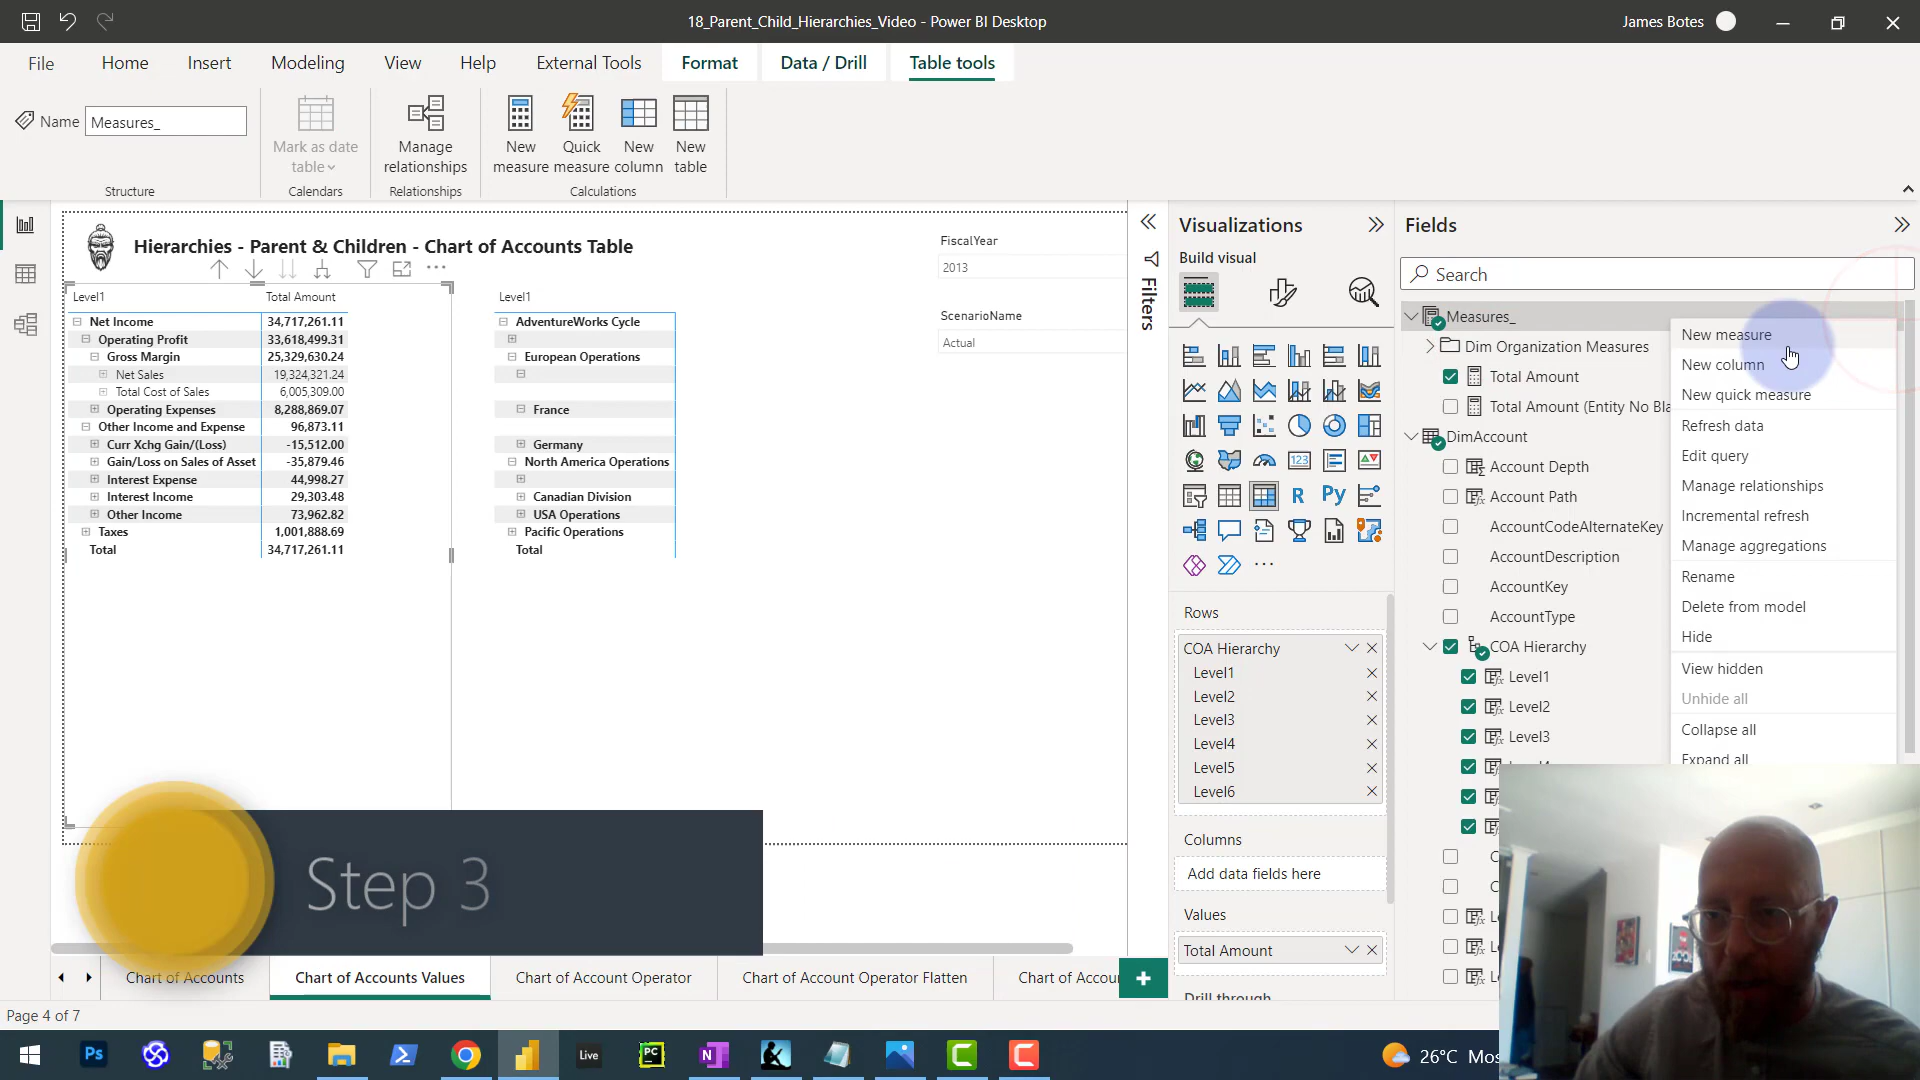 18_Parent_Child_Hierarchies_Video - Power BI Desktop
James Botes
File
Home
Insert
Modeling
View
Help
External Tools
Format
Data / Drill
Table tools
Name
Measures_
Mark as date
table
Calendars
Manage
relationships
Relationships
New
measure
Quick
measure
New
column
New
table
Calculations
Structure
Hierarchies - Parent & Children - Chart of Accounts Table
FiscalYear
2013
ScenarioName
Actual
Level1 Total Amount
Net Income 34,717,261.11
Operating Profit 33,618,499.31
Gross Margin 25,329,630.24
Net Sales 19,324,321.24
Total Cost of Sales 6,005,309.00
Operating Expenses 8,288,869.07
Other Income and Expense 96,873.11
Curr Xchg Gain/(Loss) -15,512.00
Gain/Loss on Sales of Asset -35,879.46
Interest Expense 44,998.27
Interest Income 29,303.48
Other Income 73,962.82
Taxes 1,001,888.69
Total 34,717,261.11
Level1
AdventureWorks Cycle
European Operations
France
Germany
North America Operations
Canadian Division
USA Operations
Pacific Operations
Total
Filters
Visualizations
Build visual
123
R
Py
Rows
COA Hierarchy
Level1
Level2
Level3
Level4
Level5
Level6
Columns
Add data fields here
Values
Total Amount
Drill through
Fields
Search
Measures_
Dim Organization Measures
Total Amount
Total Amount (Entity No Bla
DimAccount
Account Depth
Account Path
AccountCodeAlternateKey
AccountDescription
AccountKey
AccountType
COA Hierarchy
Level1
Level2
Level3
New measure
New column
New quick measure
Refresh data
Edit query
Manage relationships
Incremental refresh
Manage aggregations
Rename
Delete from model
Hide
View hidden
Unhide all
Collapse all
Expand all
Step 3
Chart of Accounts
Chart of Accounts Values
Chart of Account Operator
Chart of Account Operator Flatten
Chart of Accou
Page 4 of 7
Ps
Live
PC
N
26°C Mos